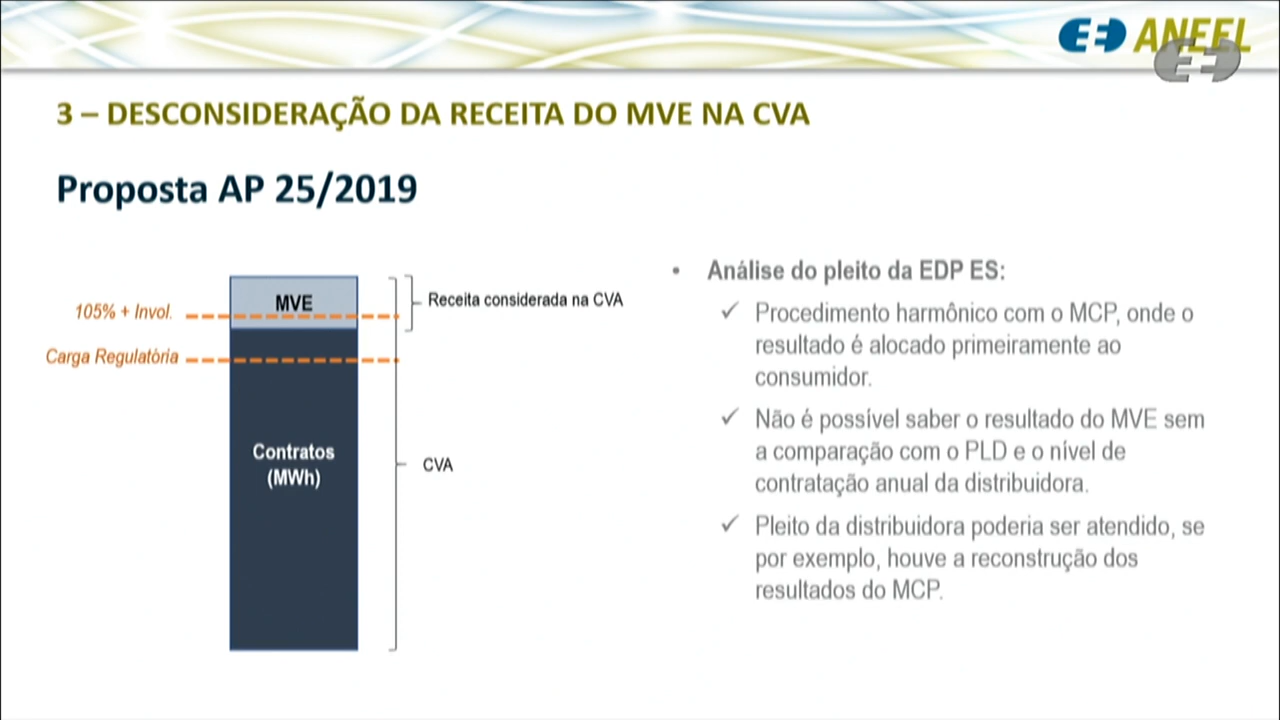 ANEEL
3 – DESCONSIDERAÇÃO DA RECEITA DO MVE NA CVA
Proposta AP 25/2019
MVE
105% + Invol.
Receita considerada na CVA
Carga Regulatória
Contratos
(MWh)
CVA
• Análise do pleito da EDP ES:
✓ Procedimento harmônico com o MCP, onde o
resultado é alocado primeiramente ao
consumidor.
✓ Não é possível saber o resultado do MVE sem
a comparação com o PLD e o nível de
contratação anual da distribuidora.
✓ Pleito da distribuidora poderia ser atendido, se
por exemplo, houve a reconstrução dos
resultados do MCP.